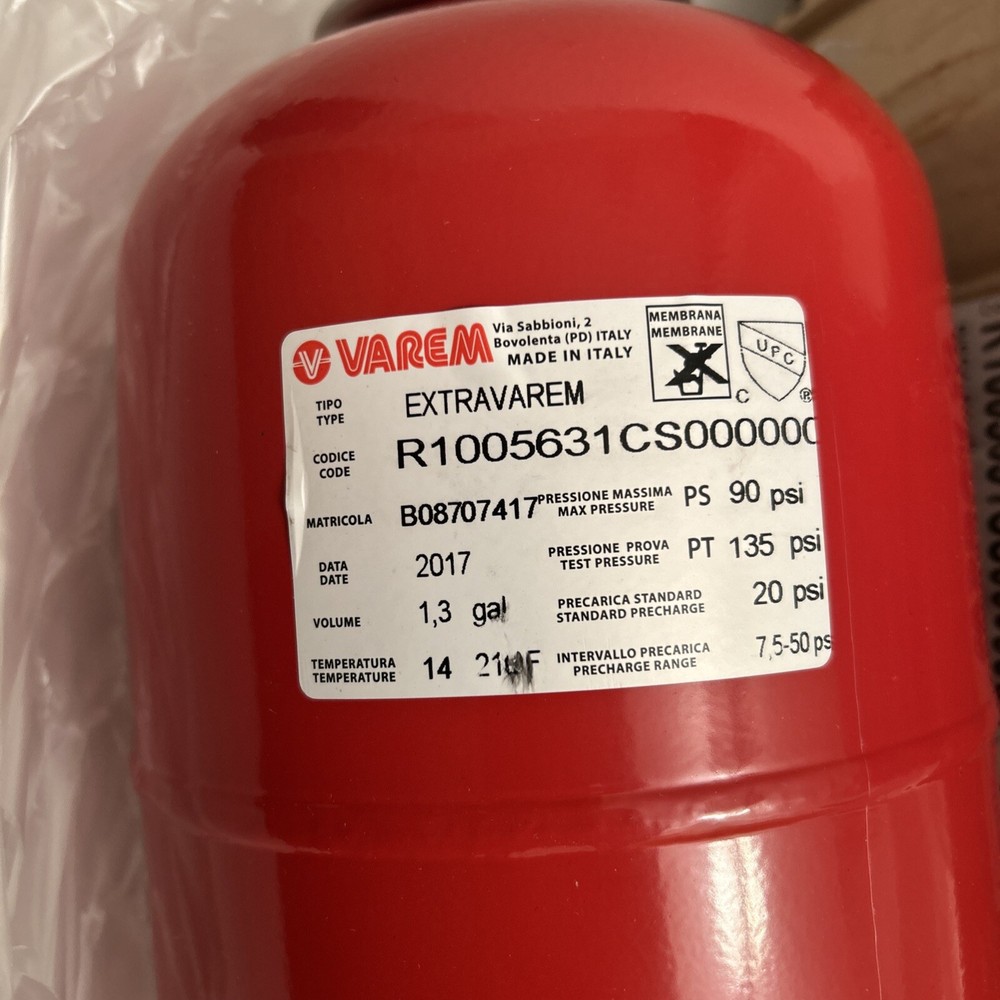 VAREM
Via Sabbioni, 2
Bovolenta (PD) ITALY
MADE IN ITALY
MEMBRANA
MEMBRANE
UPC
C ®
TIPO
TYPE
EXTRAVAREM
CODICE
CODE
R1005631CS000000
MATRICOLA
B08707417
PRESSIONE MASSIMA
MAX PRESSURE
PS 90 psi
DATA
DATE
2017
PRESSIONE PROVA
TEST PRESSURE
PT 135 psi
VOLUME
1,3 gal
PRECARICA STANDARD
STANDARD PRECHARGE
20 psi
TEMPERATURA
TEMPERATURE
14
INTERVALLO PRECARICA
PRECHARGE RANGE
7,5-50 ps